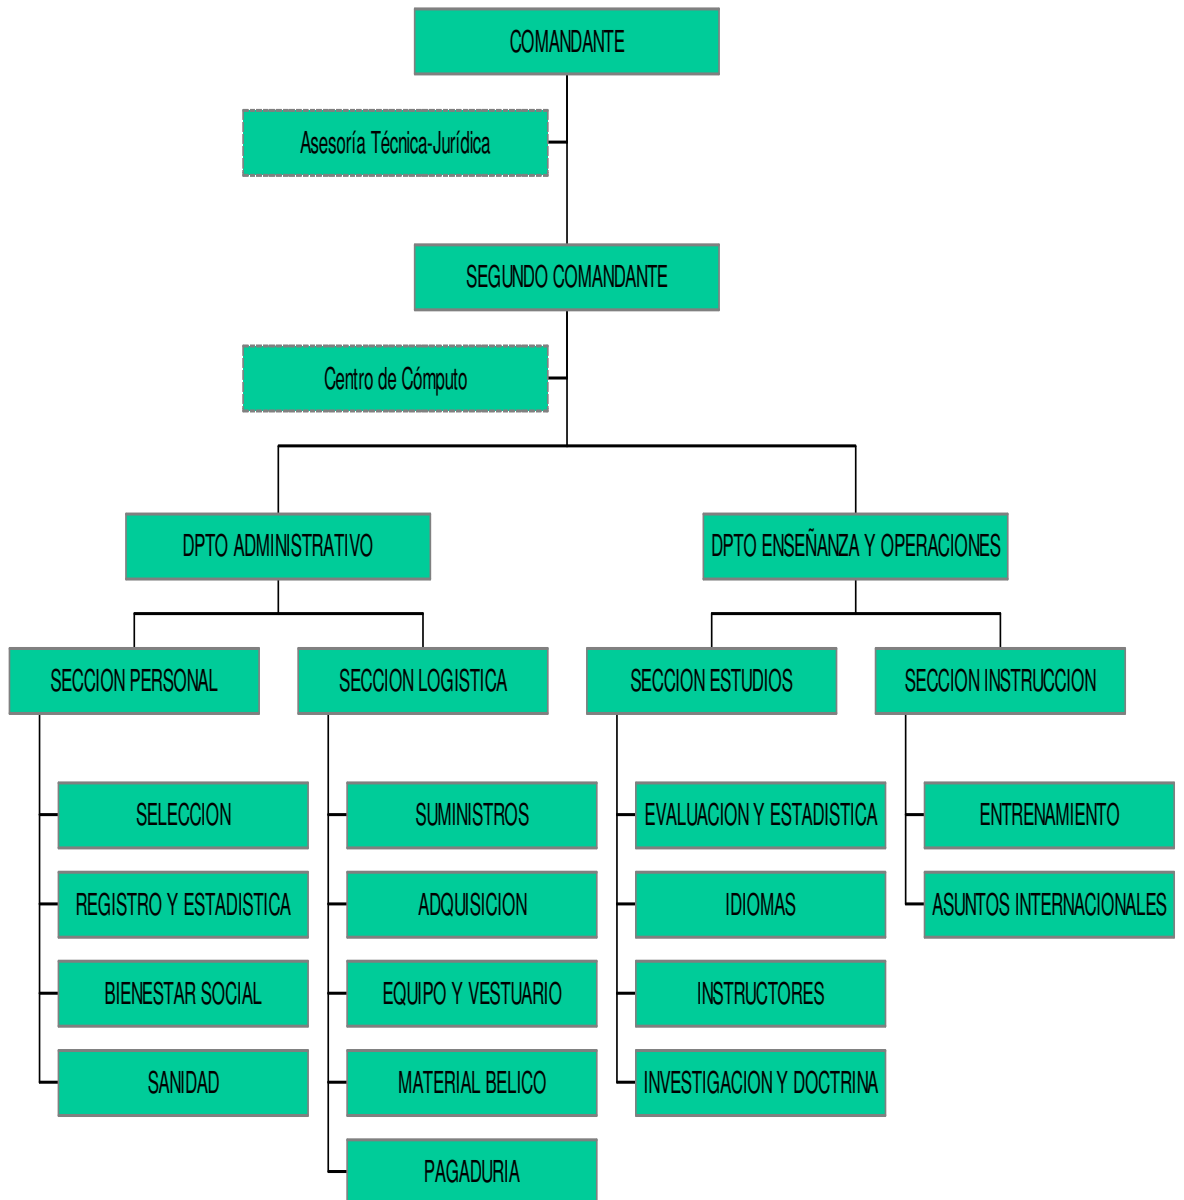 COMANDANTE
Asesoría Técnica-Jurídica
SEGUNDO COMANDANTE
Centro de Cómputo
DPTO ADMINISTRATIVO
DPTO ENSEÑANZA Y OPERACIONES
SECCION PERSONAL
SECCION LOGISTICA
SECCION ESTUDIOS
SECCION INSTRUCCION
SELECCION
SUMINISTROS
EVALUACION Y ESTADISTICA
ENTRENAMIENTO
REGISTRO Y ESTADISTICA
ADQUISICION
IDIOMAS
ASUNTOS INTERNACIONALES
BIENESTAR SOCIAL
EQUIPO Y VESTUARIO
INSTRUCTORES
SANIDAD
MATERIAL BELICO
INVESTIGACION Y DOCTRINA
PAGADURIA